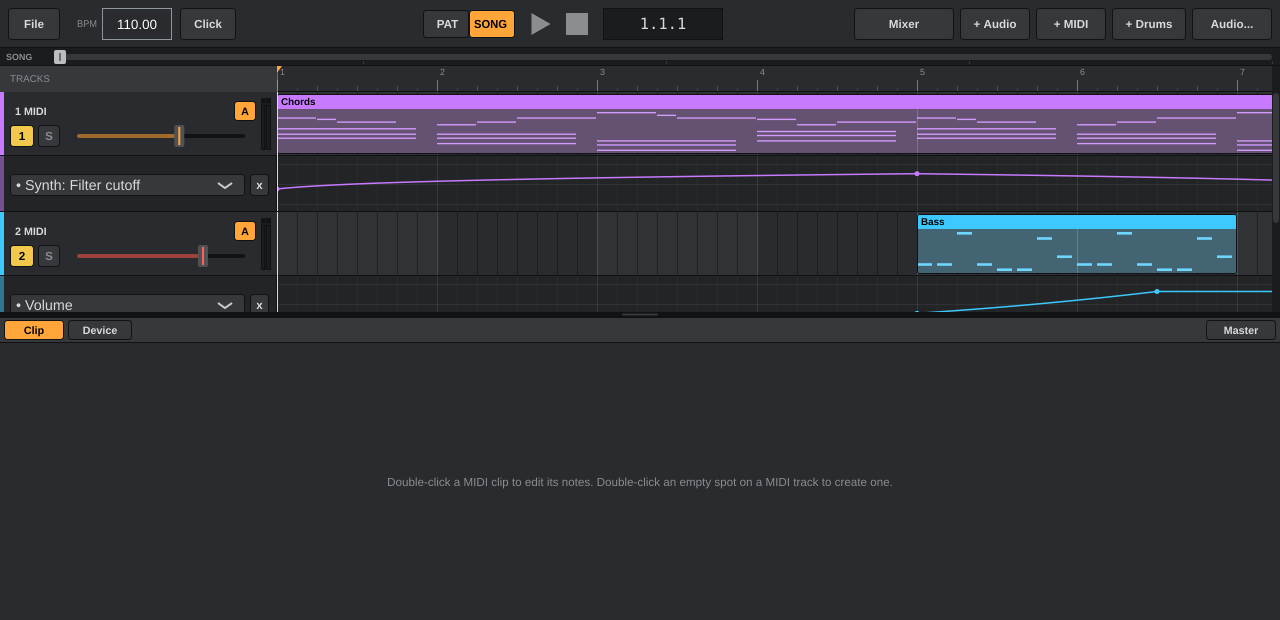 File
BPM
110.00
Click
PAT
SONG
1.1.1
Mixer
+ Audio
+ MIDI
+ Drums
Audio...
SONG
TRACKS
1
2
3
4
5
6
7
1 MIDI
A
1
S
Chords
• Synth: Filter cutoff
x
2 MIDI
A
2
S
Bass
• Volume
x
Clip
Device
Master
Double-click a MIDI clip to edit its notes. Double-click an empty spot on a MIDI track to create one.